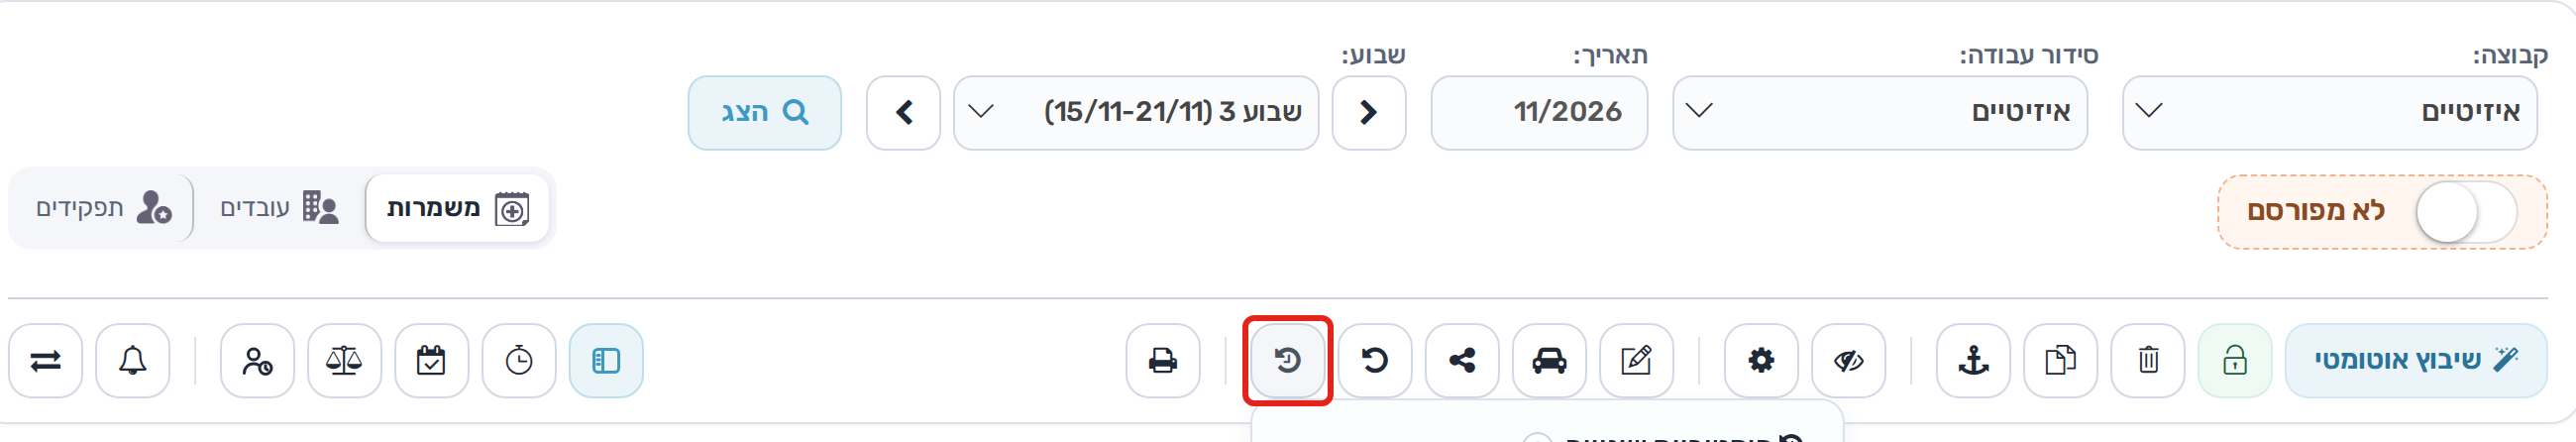 קבוצה:
סידור עבודה:
תאריך:
שבוע:
איזיטיים
איזיטיים
11/2026
שבוע 3 (15/11-21/11)
הצג
לא מפורסם
משמרות
עובדים
תפקידים
שיבוץ אוטומטי